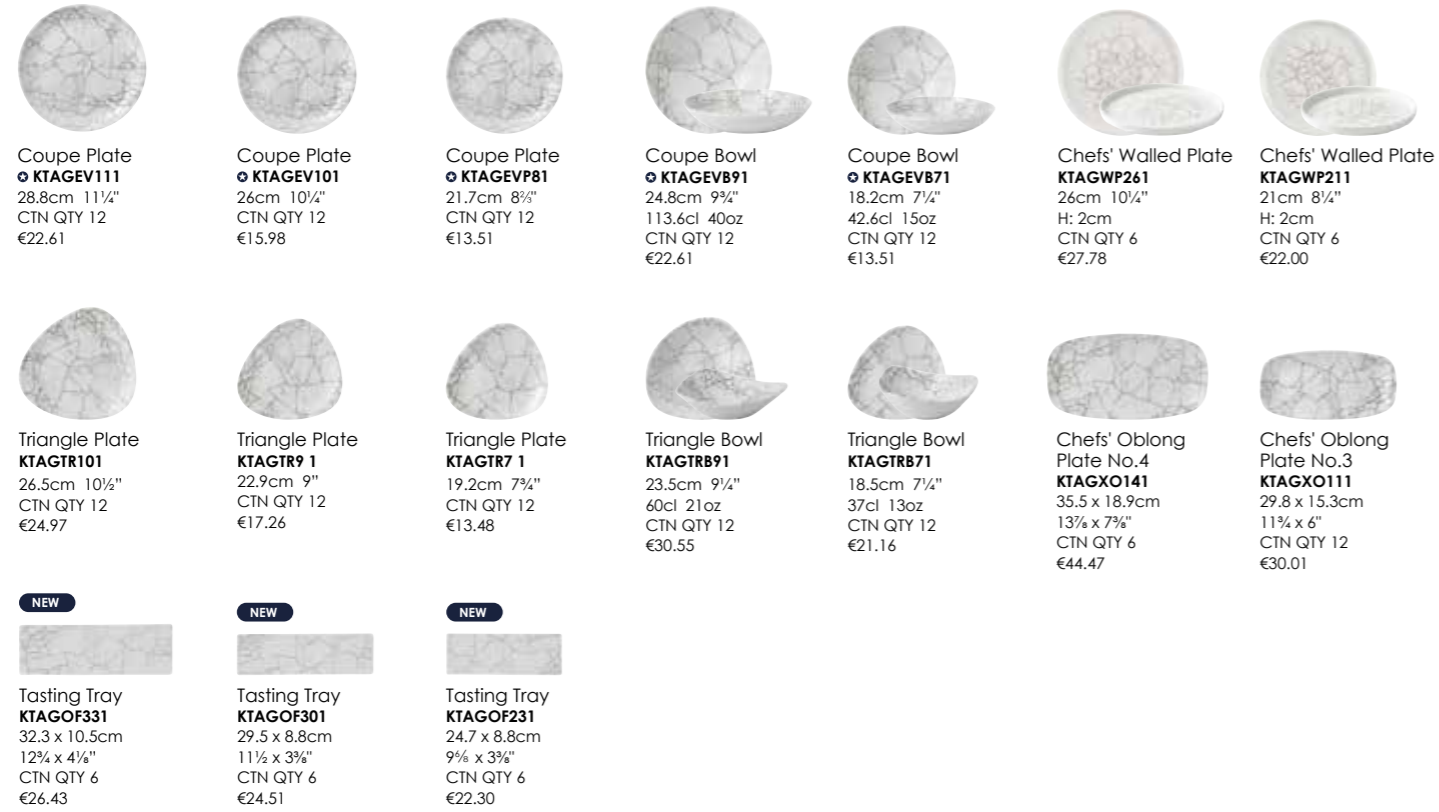 Coupe Plate
✪ KTAGEV111
28.8cm 11¼"
CTN QTY 12
€22.61
Coupe Plate
✪ KTAGEV101
26cm 10¼"
CTN QTY 12
€15.98
Coupe Plate
✪ KTAGEVP81
21.7cm 8⅔"
CTN QTY 12
€13.51
Coupe Bowl
✪ KTAGEVB91
24.8cm 9¾"
113.6cl 40oz
CTN QTY 12
€22.61
Coupe Bowl
✪ KTAGEVB71
18.2cm 7¼"
42.6cl 15oz
CTN QTY 12
€13.51
Chefs' Walled Plate
KTAGWP261
26cm 10¼"
H: 2cm
CTN QTY 6
€27.78
Chefs' Walled Plate
KTAGWP211
21cm 8¼"
H: 2cm
CTN QTY 6
€22.00
Triangle Plate
KTAGTR101
26.5cm 10½”
CTN QTY 12
€24.97
Triangle Plate
KTAGTR9 1
22.9cm 9”
CTN QTY 12
€17.26
Triangle Plate
KTAGTR7 1
19.2cm 7¾”
CTN QTY 12
€13.48
Triangle Bowl
KTAGTRB91
23.5cm 9¼”
60cl 21oz
CTN QTY 12
€30.55
Triangle Bowl
KTAGTRB71
18.5cm 7¼”
37cl 13oz
CTN QTY 12
€21.16
Chefs' Oblong
Plate No.4
KTAGXO141
35.5 x 18.9cm
13⅞ x 7⅜"
CTN QTY 6
€44.47
Chefs' Oblong
Plate No.3
KTAGXO111
29.8 x 15.3cm
11¾ x 6"
CTN QTY 12
€30.01
NEW
Tasting Tray
KTAGOF331
32.3 x 10.5cm
12¾ x 4⅛”
CTN QTY 6
€26.43
NEW
Tasting Tray
KTAGOF301
29.5 x 8.8cm
11½ x 3⅜"
CTN QTY 6
€24.51
NEW
Tasting Tray
KTAGOF231
24.7 x 8.8cm
9⁶⁄₈ x 3⅜"
CTN QTY 6
€22.30